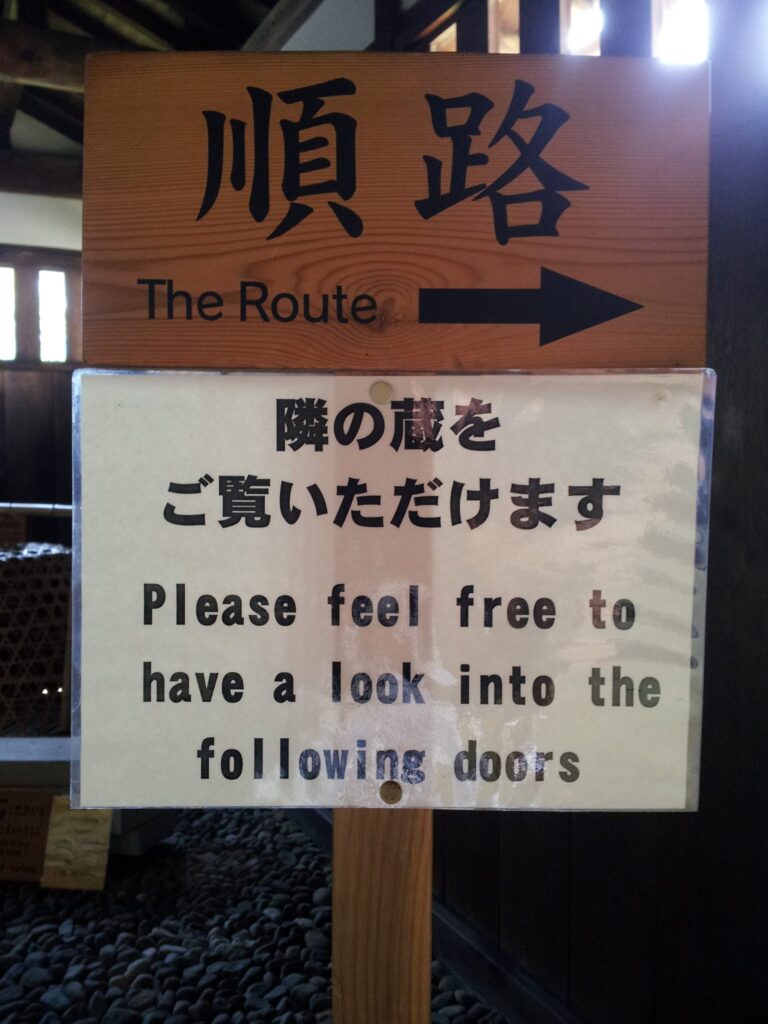 順路
The Route
隣の蔵を
ご覧いただけます
Please feel free to
have a look into the
following doors